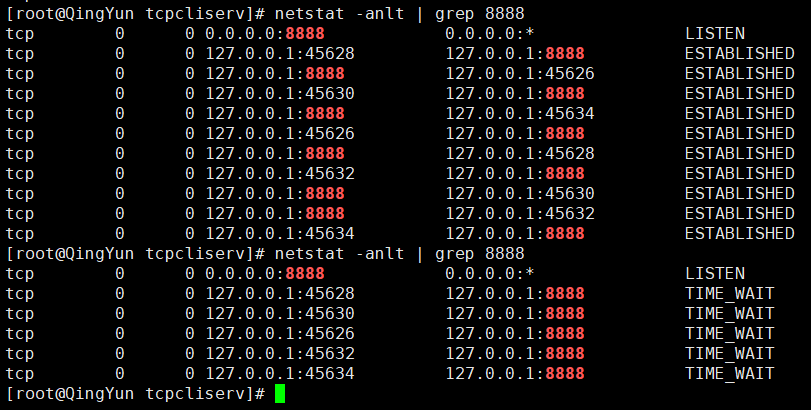 [root@QingYun tcpcliserv]# netstat -anlt | grep 8888
tcp 0 0 0.0.0.0:8888 0.0.0.0:* LISTEN
tcp 0 0 127.0.0.1:45628 127.0.0.1:8888 ESTABLISHED
tcp 0 0 127.0.0.1:8888 127.0.0.1:45626 ESTABLISHED
tcp 0 0 127.0.0.1:45630 127.0.0.1:8888 ESTABLISHED
tcp 0 0 127.0.0.1:8888 127.0.0.1:45634 ESTABLISHED
tcp 0 0 127.0.0.1:45626 127.0.0.1:8888 ESTABLISHED
tcp 0 0 127.0.0.1:8888 127.0.0.1:45628 ESTABLISHED
tcp 0 0 127.0.0.1:45632 127.0.0.1:8888 ESTABLISHED
tcp 0 0 127.0.0.1:8888 127.0.0.1:45630 ESTABLISHED
tcp 0 0 127.0.0.1:8888 127.0.0.1:45632 ESTABLISHED
tcp 0 0 127.0.0.1:45634 127.0.0.1:8888 ESTABLISHED
[root@QingYun tcpcliserv]# netstat -anlt | grep 8888
tcp 0 0 0.0.0.0:8888 0.0.0.0:* LISTEN
tcp 0 0 127.0.0.1:45628 127.0.0.1:8888 TIME_WAIT
tcp 0 0 127.0.0.1:45630 127.0.0.1:8888 TIME_WAIT
tcp 0 0 127.0.0.1:45626 127.0.0.1:8888 TIME_WAIT
tcp 0 0 127.0.0.1:45632 127.0.0.1:8888 TIME_WAIT
tcp 0 0 127.0.0.1:45634 127.0.0.1:8888 TIME_WAIT
[root@QingYun tcpcliserv]#